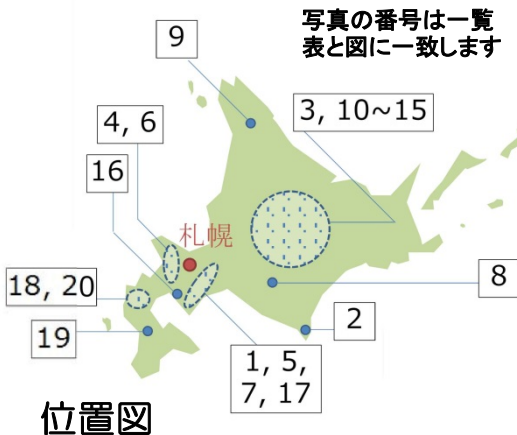 写真の番号は一覧
表と図に一致します
9
4, 6
3, 10~15
16
札幌
18, 20
8
19
2
1, 5,
7, 17
位置図